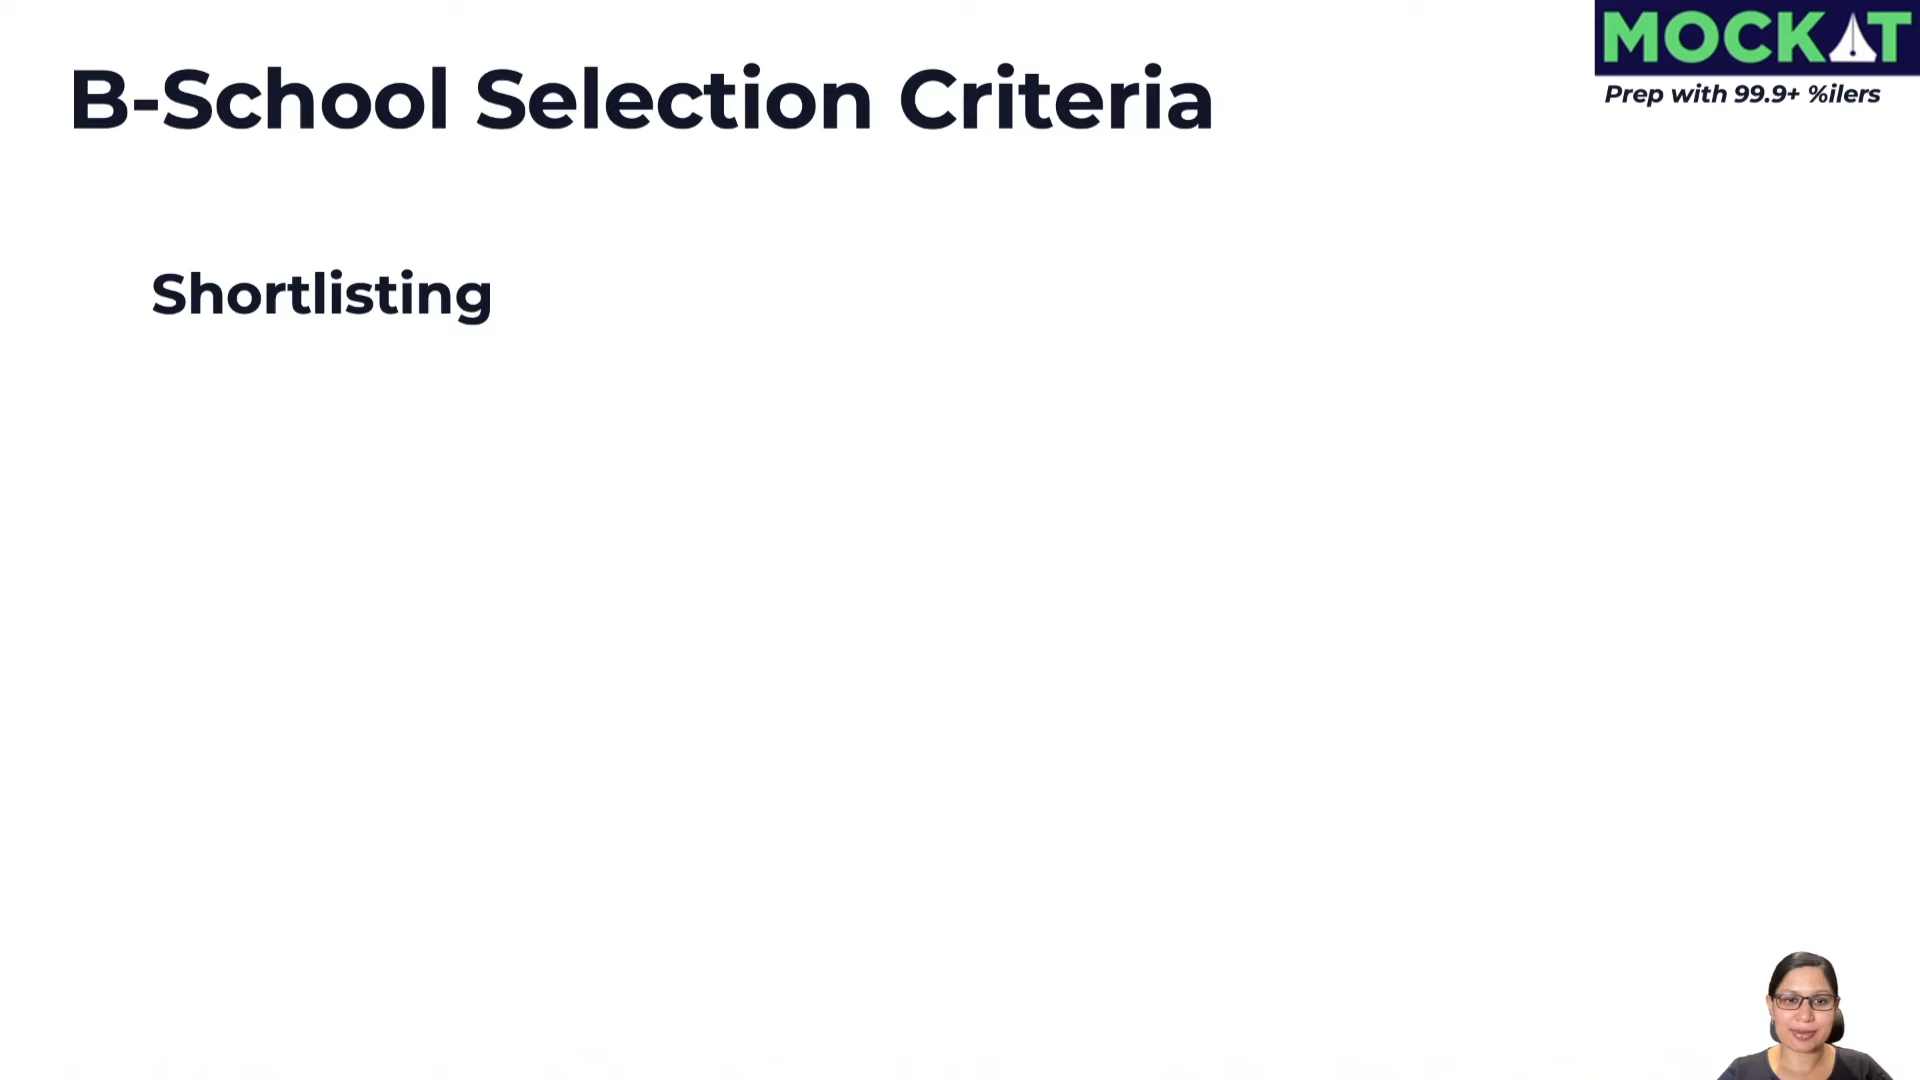 MOCKAT
Prep with 99.9+ %ilers
B-School Selection Criteria
Shortlisting